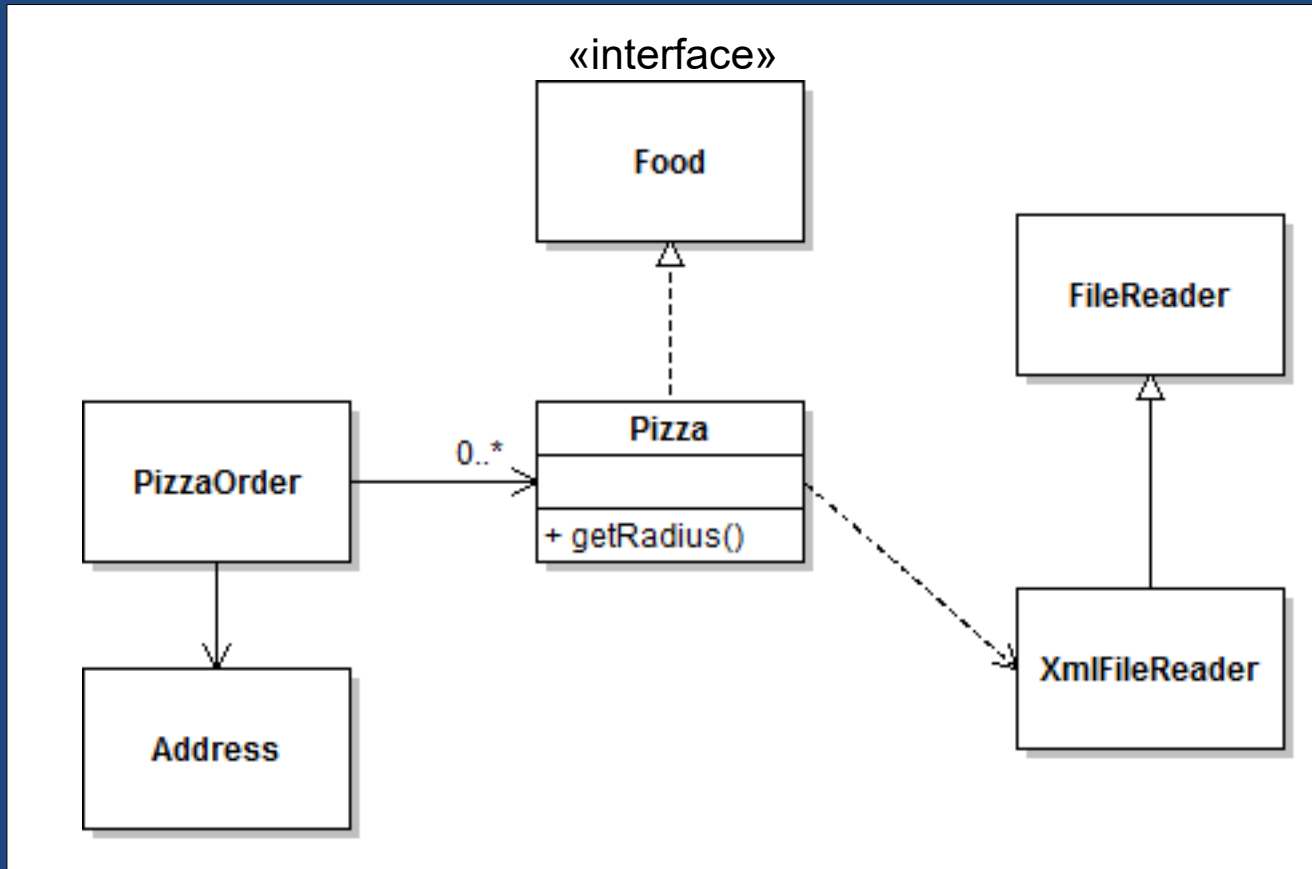 «interface»
Food
FileReader
PizzaOrder
0..*
Pizza
+ getRadius()
Address
XmlFileReader